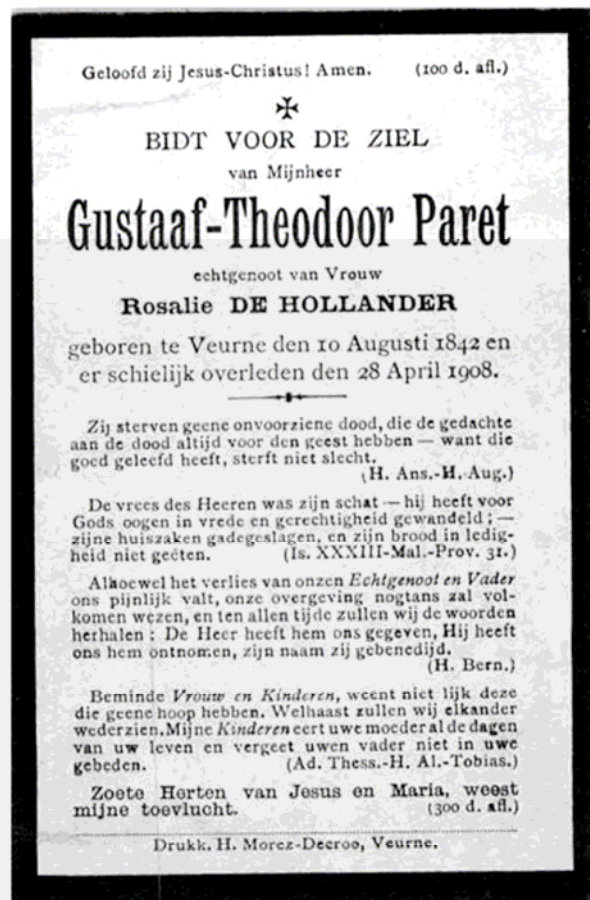 Geloofd zij Jesus-Christus! Amen. (100 d. afl.)
BIDT VOOR DE ZIEL
van Mijnheer
Gustaaf-Theodoor Paret
echtgenoot van Vrouw
Rosalie DE HOLLANDER
geboren te Veurne den 10 Augusti 1842 en
er schielijk overleden den 28 April 1908.
Zij sterven geene onvoorziene dood, die de gedachte
aan de dood altijd voor den geest hebben — want die
goed geleefd heeft, sterft niet slecht.
(H. Ans.-H. Aug.)
De vrees des Heeren was zijn schat — hij heeft voor
Gods oogen in vrede en gerechtigheid gewandeld ; —
zijne huiszaken gadegeslagen, en zijn brood in ledig-
heid niet geëten. (Is. XXXIII-Mal.-Prov. 31.)
Alhoewel het verlies van onzen Echtgenoot en Vader
ons pijnlijk valt, onze overgeving nogtans zal vol-
komen wezen, en ten allen tijde zullen wij de woorden
herhalen : De Heer heeft hem ons gegeven, Hij heeft
ons hem ontnomen, zijn naam zij gebenedijd.
(H. Bern.)
Beminde Vrouw en Kinderen, weent niet lijk deze
die geene hoop hebben. Welhaast zullen wij elkander
wederzien. Mijne Kinderen eert uwe moeder al de dagen
van uw leven en vergeet uwen vader niet in uwe
gebeden. (Ad. Thess.-H. Al.-Tobias.)
Zoete Herten van Jesus en Maria, weest
mijne toevlucht. (300 d. afl.)
Drukk. H. Morez-Decroo, Veurne.